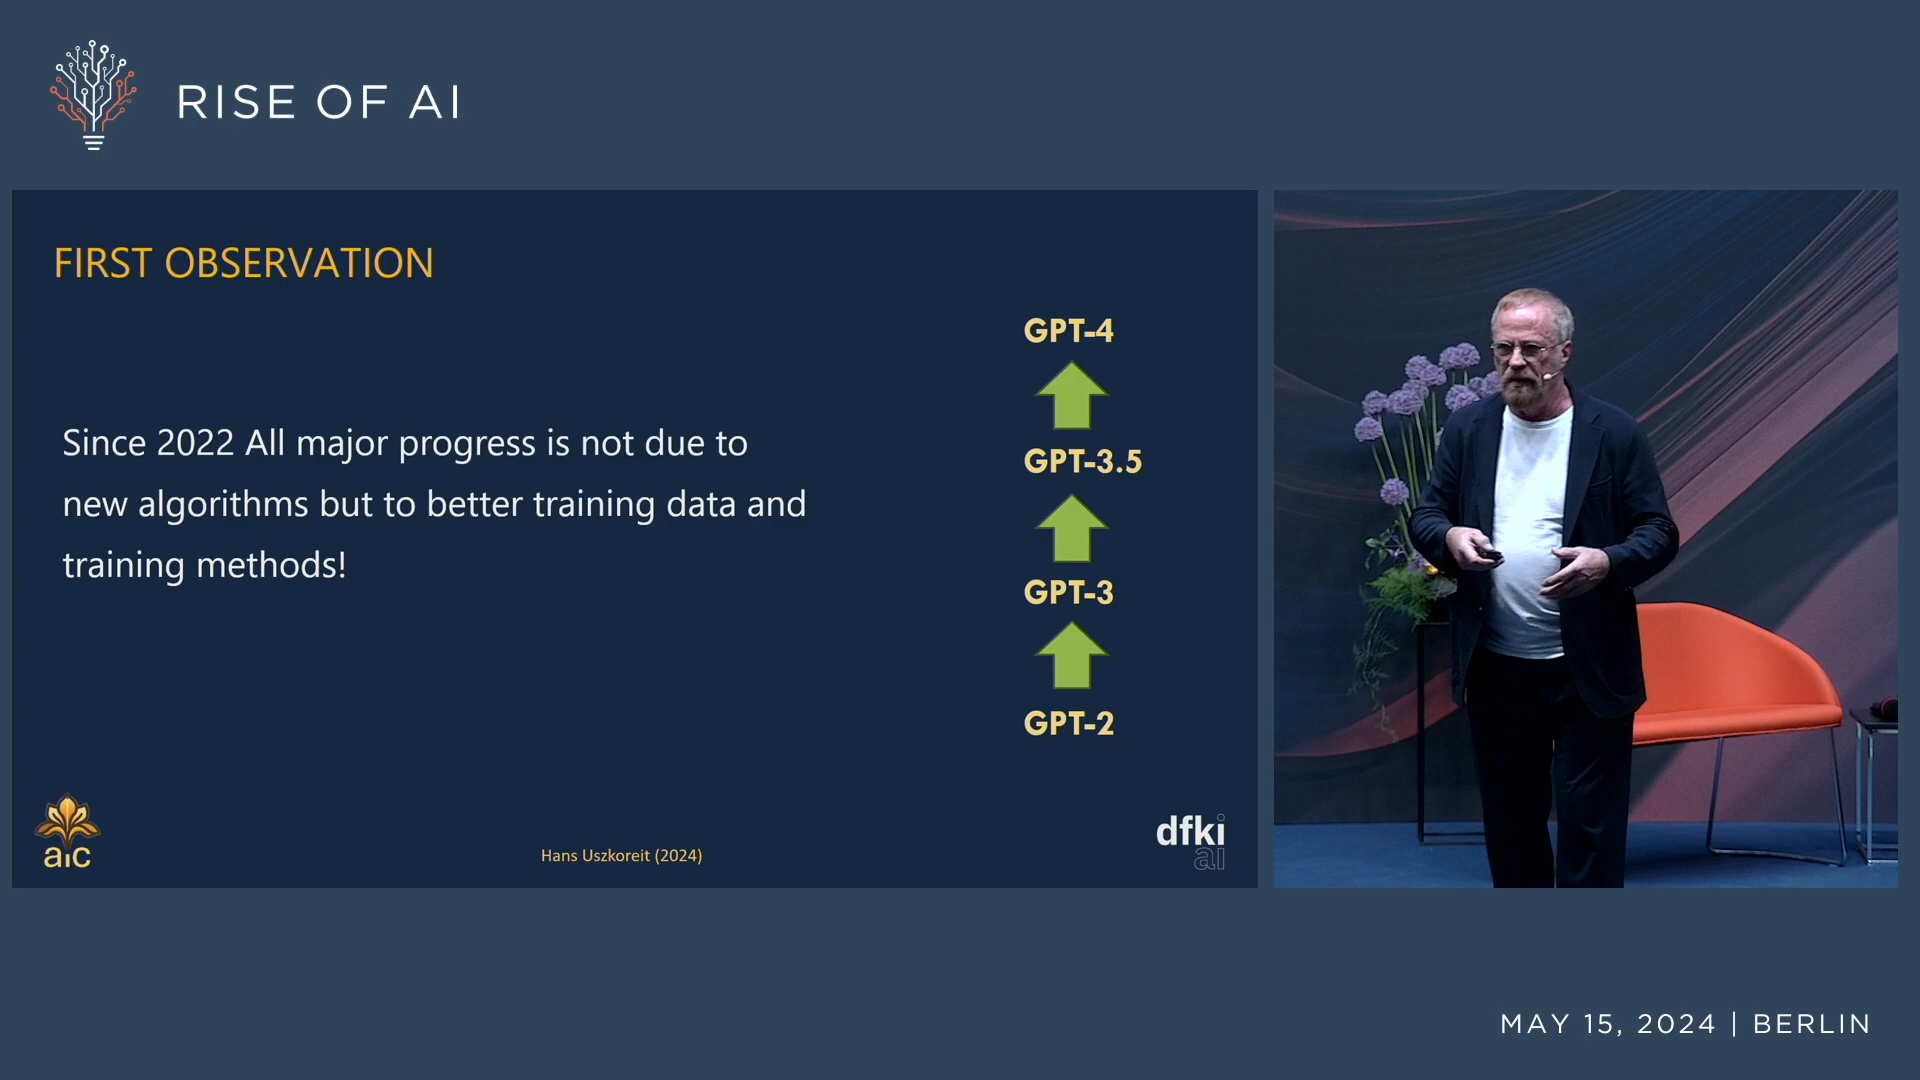 RISE OF AI
FIRST OBSERVATION
Since 2022 All major progress is not due to
new algorithms but to better training data and
training methods!
GPT-4
GPT-3.5
GPT-3
GPT-2
aic
Hans Uszkoreit (2024)
dfki
ai
MAY 15, 2024 | BERLIN